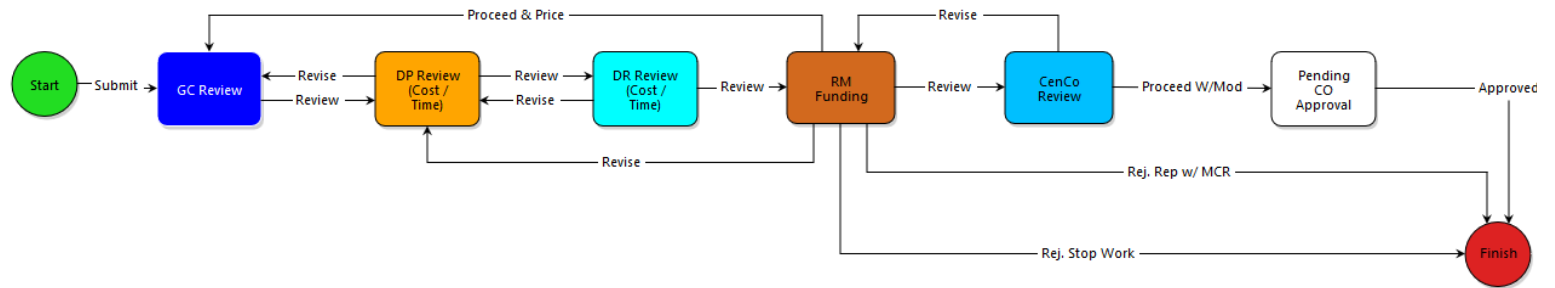 Proceed & Price
Revise
Start
Submit
GC Review
Revise
Review
DP Review
(Cost /
Time)
Review
Revise
DR Review
(Cost /
Time)
Review
RM
Funding
Review
CenCo
Review
Proceed W/Mod
Pending
CO
Approval
Approved
Revise
Rej. Rep w/ MCR
Rej. Stop Work
Finish